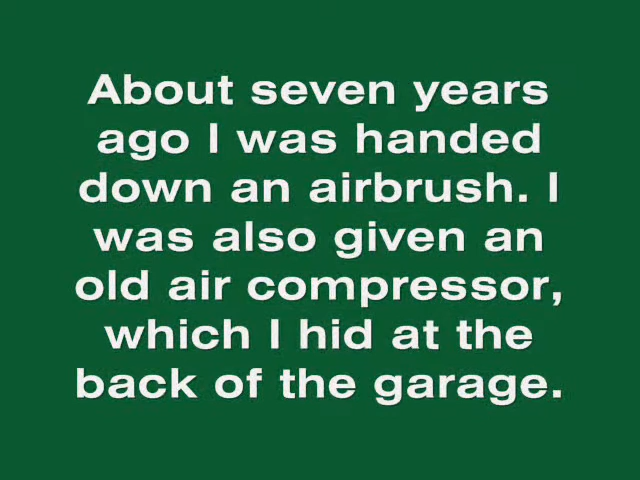 About seven years
ago I was handed
down an airbrush. I
was also given an
old air compressor,
which I hid at the
back of the garage.